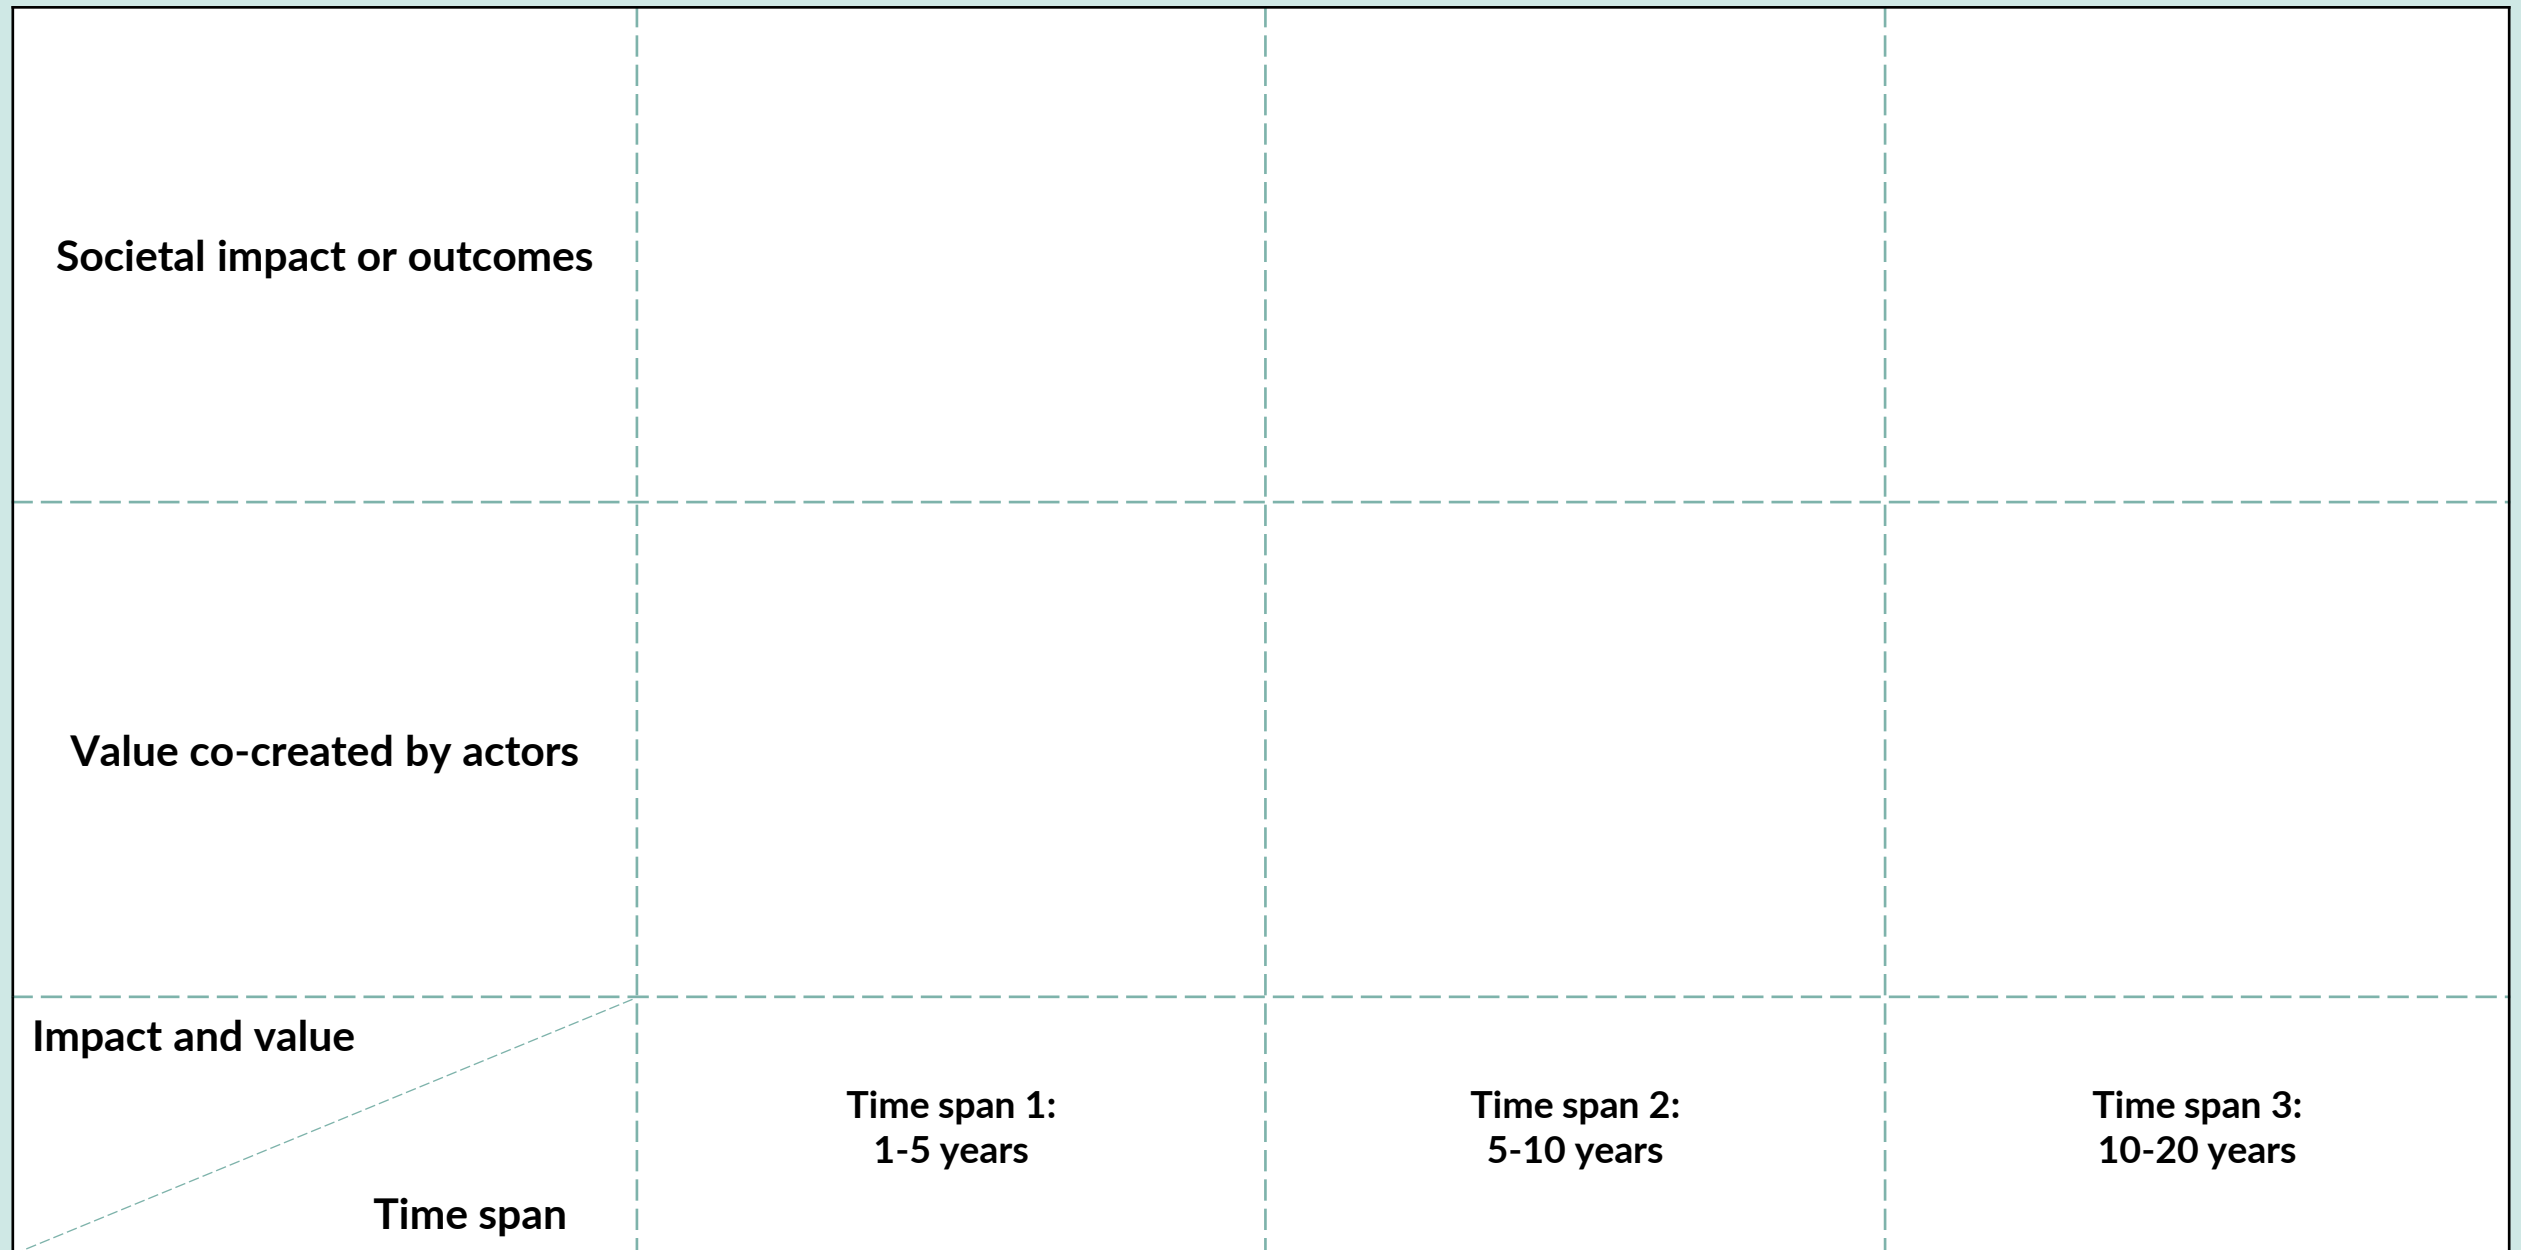 Societal impact or outcomes
Value co-created by actors
Impact and value
Time span
Time span 1:
1-5 years
Time span 2:
5-10 years
Time span 3:
10-20 years